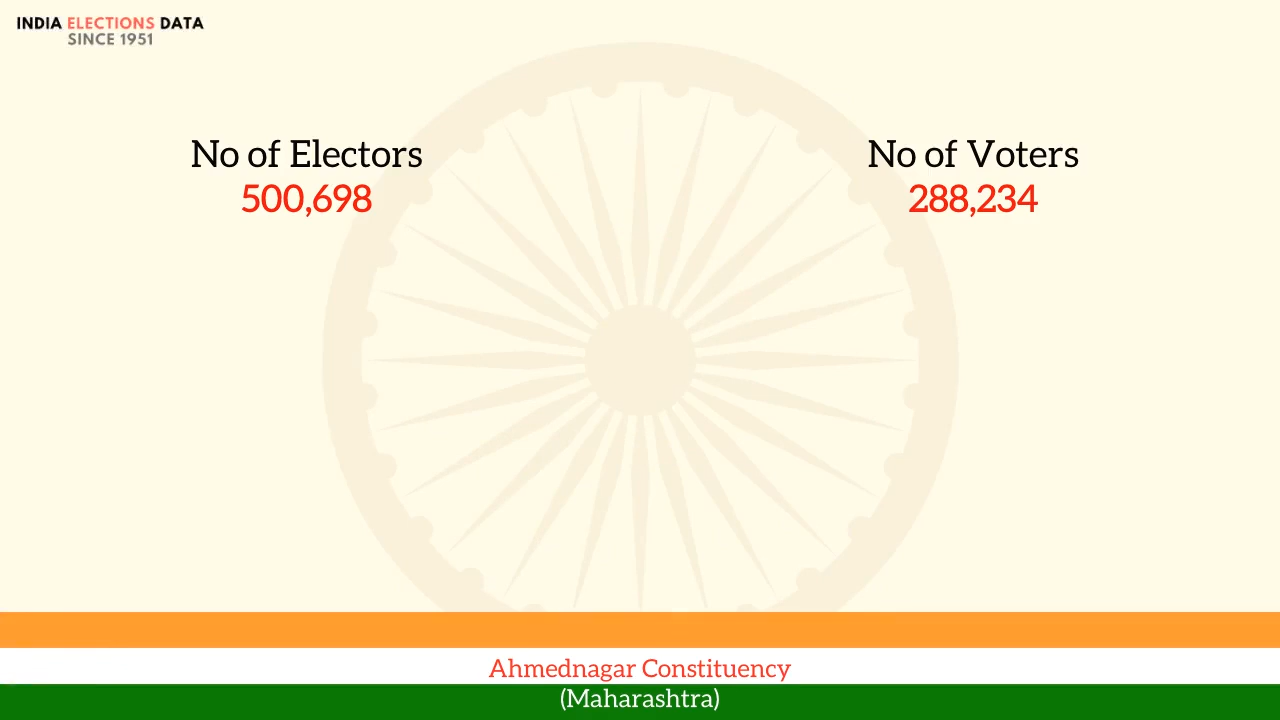 INDIA ELECTIONS DATA
SINCE 1951
No of Electors
500,698
No of Voters
288,234
Ahmednagar Constituency
(Maharashtra)